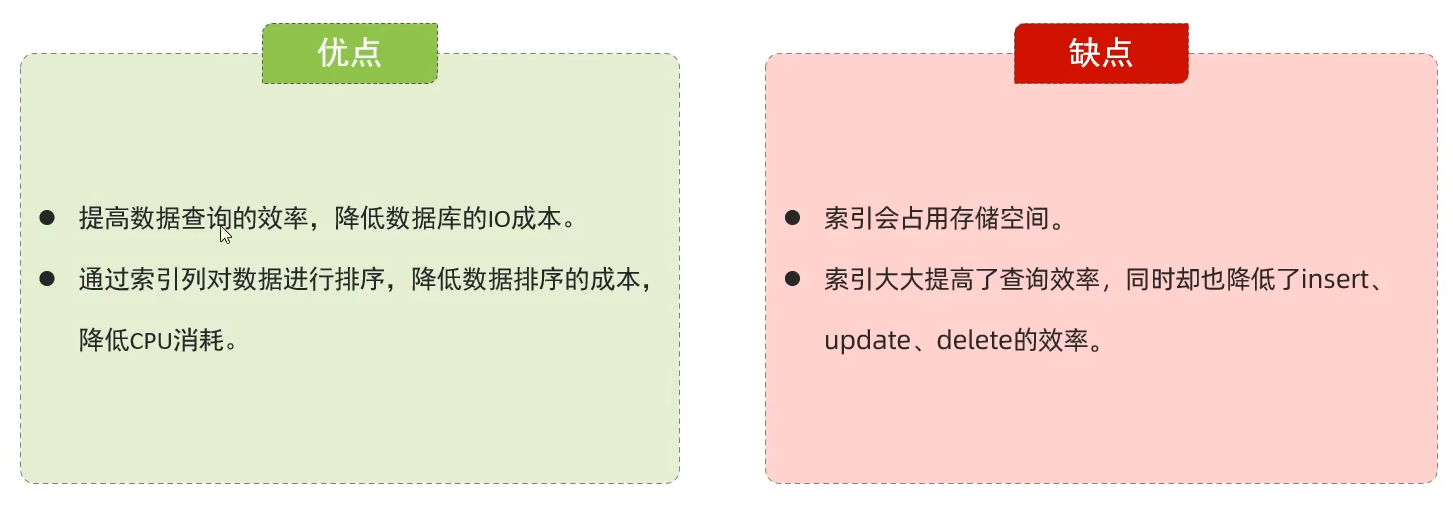 优点
● 提高数据查询的效率，降低数据库的IO成本。
● 通过索引列对数据进行排序，降低数据排序的成本，
降低CPU消耗。
缺点
● 索引会占用存储空间。
● 索引大大提高了查询效率，同时却也降低了insert、
update、delete的效率。